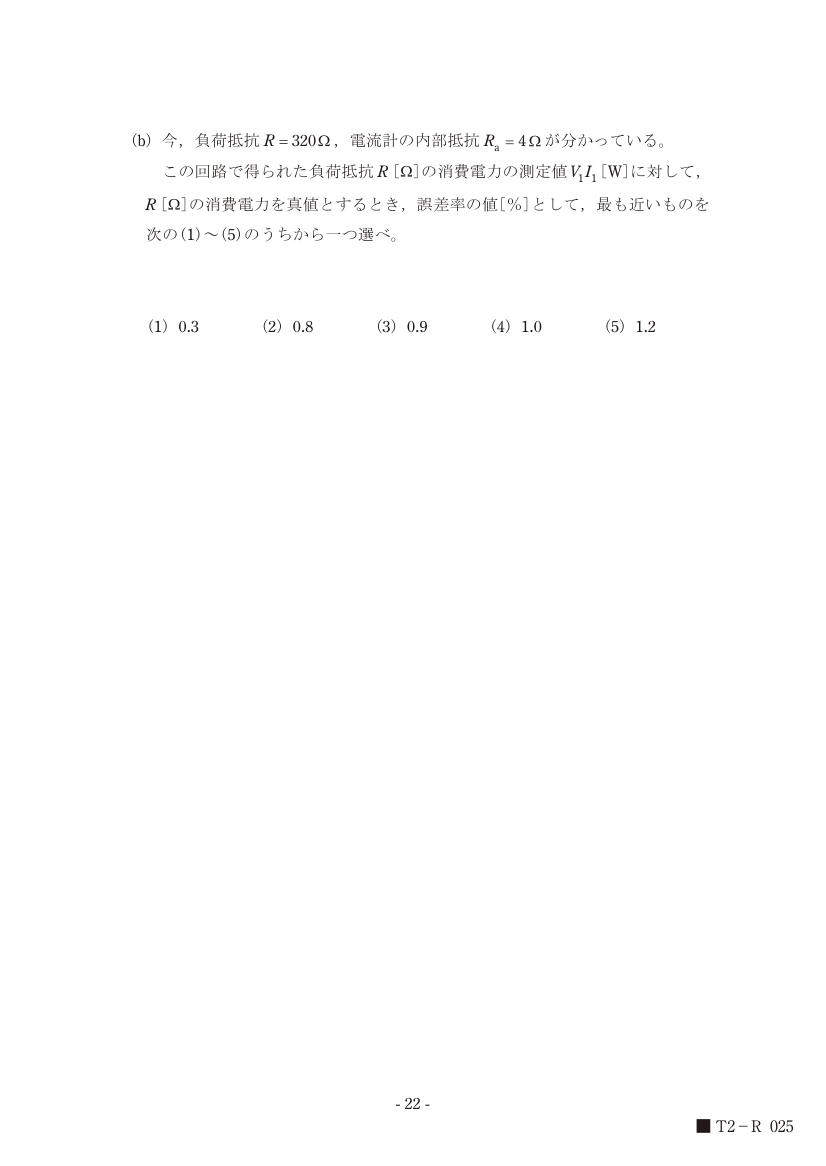 (b) 今，負荷抵抗 R = 320 Ω，電流計の内部抵抗 Rₐ = 4 Ω が分かっている。
この回路で得られた負荷抵抗 R [Ω]の消費電力の測定値 V₁I₁ [W]に対して，
R [Ω]の消費電力を真値とするとき，誤差率の値[％]として，最も近いものを
次の(1)～(5)のうちから一つ選べ。
(1) 0.3 (2) 0.8 (3) 0.9 (4) 1.0 (5) 1.2
- 22 -
■ T2－R 025